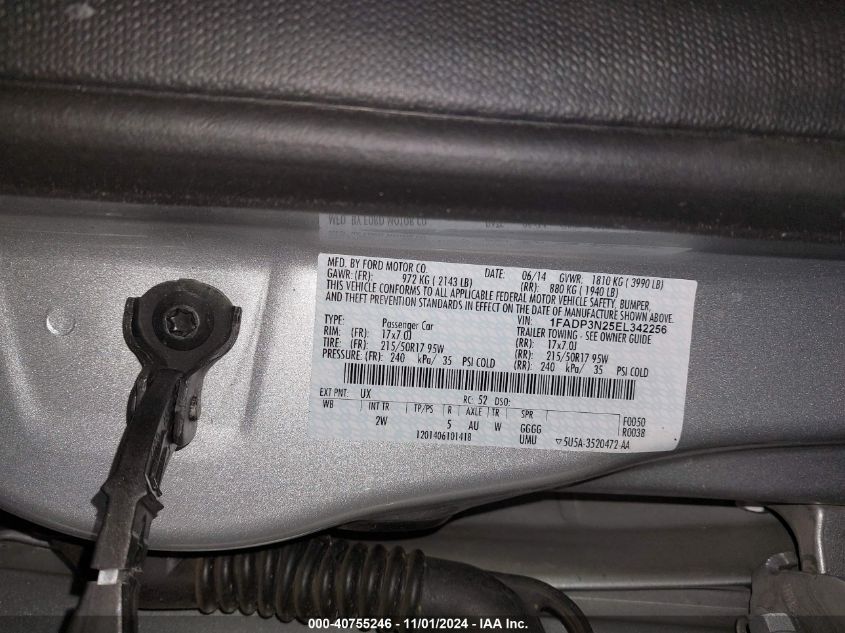 MFD. BY FORD MOTOR CO. DATE: 06/14 GVWR: 1810 KG ( 3990 LB)
GAWR: (FR): 972 KG ( 2143 LB) (RR): 880 KG ( 1940 LB)
THIS VEHICLE CONFORMS TO ALL APPLICABLE FEDERAL MOTOR VEHICLE SAFETY, BUMPER,
AND THEFT PREVENTION STANDARDS IN EFFECT ON THE DATE OF MANUFACTURE SHOWN ABOVE.
VIN: 1FADP3N25EL342256
TYPE: Passenger Car TRAILER TOWING - SEE OWNER GUIDE
RIM: (FR) 17x7.0J (RR): 17x7.0J
TIRE: (FR) : 215/50R17 95W (RR): 215/50R17 95W
PRESSURE: (FR): 240 kPa/ 35 PSI COLD (RR): 240 kPa/ 35 PSI COLD
EXT PNT: UX RC: 52 DSO:
WB INT TR TP/PS R AXLE TR SPR F0050
2W 5 AU W GGGG R0038
1201406101418 UMU ▽5U5A-3520472-AA
000-40755246 - 11/01/2024 - IAA Inc.